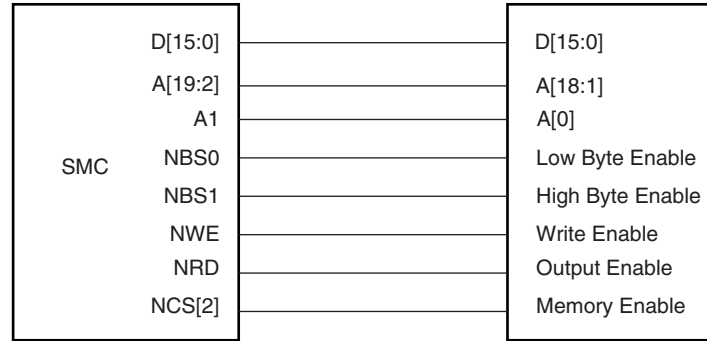 D[15:0] D[15:0]
A[19:2] A[18:1]
A1 A[0]
NBS0 Low Byte Enable
SMC
NBS1 High Byte Enable
NWE Write Enable
NRD Output Enable
NCS[2] Memory Enable